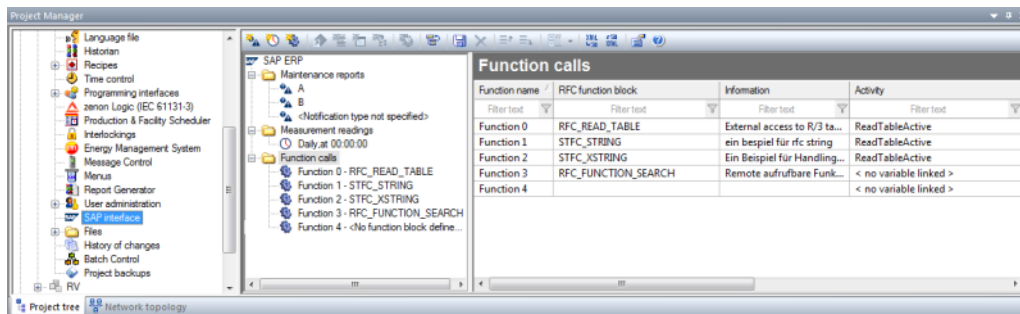 Project Manager
Language file
Historian
Recipes
Time control
Programming interfaces
zenon Logic (IEC 61131-3)
Production & Facility Scheduler
Interlockings
Energy Management System
Message Control
Menus
Report Generator
User administration
SAP interface
Files
History of changes
Batch Control
Project backups
RV
Project tree
Network topology
SAP ERP
Maintenance reports
A
B
<Notification type not specified>
Measurement readings
Daily, at 00:00:00
Function calls
Function 0 - RFC_READ_TABLE
Function 1 - STFC_STRING
Function 2 - STFC_XSTRING
Function 3 - RFC_FUNCTION_SEARCH
Function 4 - <No function block define...
Function calls
Function name RFC function block Information Activity
Filter text Filter text Filter text Filter text
Function 0 RFC_READ_TABLE External access to R/3 ta... ReadTableActive
Function 1 STFC_STRING ein bespiel für rfc string ReadTableActive
Function 2 STFC_XSTRING Ein Beispiel für Handling... ReadTableActive
Function 3 RFC_FUNCTION_SEARCH Remote aufrufbare Funk... < no variable linked >
Function 4 < no variable linked >